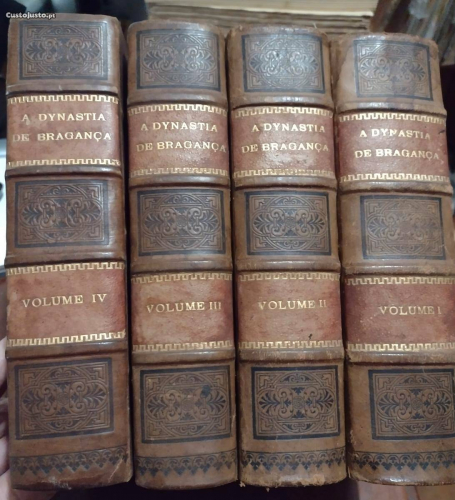 CustoJusto.pt
A DYNASTIA
DE BRAGANÇA
VOLUME IV
A DYNASTIA
DE BRAGANÇA
VOLUME III
A DYNASTIA
DE BRAGANÇA
VOLUME II
A DYNASTIA
DE BRAGANÇA
VOLUME I